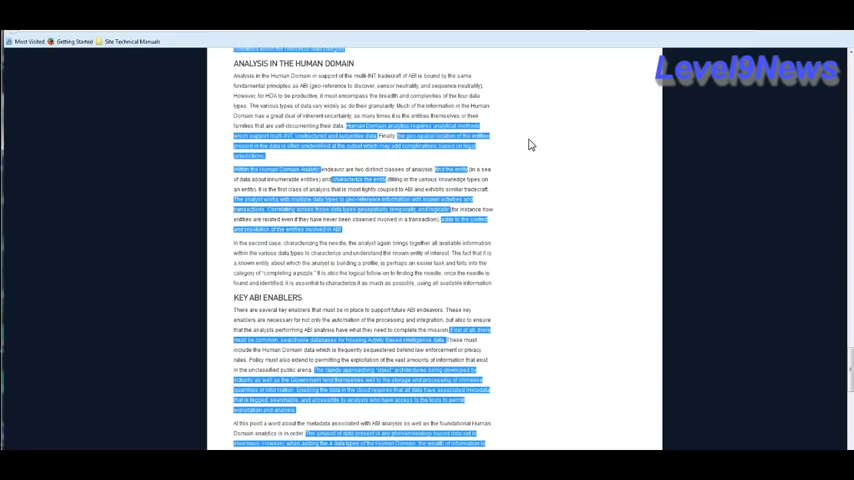 Most Visited Getting Started Site Technical Manuals
Level9News
ANALYSIS IN THE HUMAN DOMAIN
Analysis in the Human Domain in support of the multi-INT tradecraft of ABI is bound by the same
fundamental principles as ABI (geo-reference to discover, sensor neutrality, and sequence neutrality).
However, for HDA to be productive, it must encompass the breadth and complexities of the four data
types. The various types of data vary widely as do their granularity. Much of the information in the Human
Domain has a great deal of inherent uncertainty, as many times it is the entities themselves or their
families that are self-documenting their data. Human Domain analytics requires analytical methods
which support multi-INT, unstructured and subjective data. Finally, the geo-spatial location of the entities
present in the data is often unidentified at the outset which may add complications based on legal
jurisdictions.
Within the Human Domain Analytic endeavor are two distinct classes of analysis: find the entity (in a sea
of data about innumerable entities) and characterize the entity (filling in the various knowledge types on
an entity). It is the first class of analysis that is most tightly coupled to ABI and exhibits similar tradecraft.
The analyst works with multiple data types to geo-reference information with known activities and
transactions. Correlating across those data types geospatially, temporally, and logically (for instance how
entities are related even if they have never been observed involved in a transaction), adds to the context
and resolution of the entities involved in ABI.
In the second case, characterizing the needle, the analyst again brings together all available information
within the various data types to characterize and understand the known entity of interest. The fact that it is
a known entity, about which the analyst is building a profile, is perhaps an easier task and falls into the
category of "completing a puzzle." It is also the logical follow-on to finding the needle; once the needle is
found and identified, it is essential to characterize it as much as possible, using all available information.
KEY ABI ENABLERS
There are several key enablers that must be in place to support future ABI endeavors. These key
enablers are necessary for not only the automation of the processing and integration, but also to ensure
that the analysts performing ABI analysis have what they need to complete the mission. First of all, there
must be common, searchable databases for housing Activity Based Intelligence data. These must
include the Human Domain data which is frequently sequestered behind law enforcement or privacy
rules. Policy must also extend to permitting the exploitation of the vast amounts of information that exist
in the unclassified public arena. The rapidly approaching "cloud" architectures being developed by
industry as well as the Government lend themselves well to the storage and processing of immense
quantities of information. Enabling the data in the cloud requires that all data have associated metadata
that is tagged, searchable, and accessible by analysts who have access to the tools to permit
exploitation and analysis.
At this point a word about the metadata associated with ABI analysis as well as the foundational Human
Domain analytics is in order. The amount of data present in any phenomenology based data set is
enormous. However, when adding the 4 data types of the Human Domain, the wealth of information is